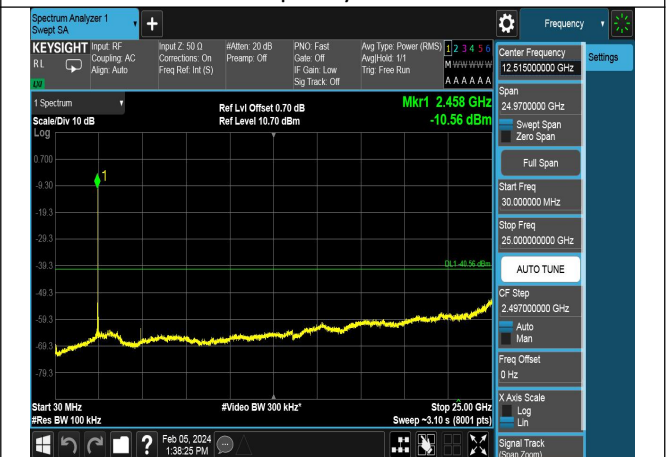 Spectrum Analyzer 1
Swept SA
Frequency
KEYSIGHT
RL
Input: RF
Coupling: AC
Align: Auto
Input Z: 50 Ω
Corrections: On
Freq Ref: Int (S)
#Atten: 20 dB
Preamp: Off
PNO: Fast
Gate: Off
IF Gain: Low
Sig Track: Off
Avg Type: Power (RMS)
Avg|Hold: 1/1
Trig: Free Run
1 2 3 4 5 6
M W W W W W
A A A A A A
1 Spectrum
Scale/Div 10 dB
Log
Ref Lvl Offset 0.70 dB
Ref Level 10.70 dBm
Mkr1 2.458 GHz
-10.56 dBm
1
0.700
-9.30
-19.3
-29.3
-39.3
-49.3
-59.3
-69.3
-79.3
DL1 -40.56 dBm
Start 30 MHz
#Res BW 100 kHz
#Video BW 300 kHz*
Stop 25.00 GHz
Sweep ~3.10 s (8001 pts)
Feb 05, 2024
1:38:25 PM
Center Frequency
12.515000000 GHz
Settings
Span
24.9700000 GHz
Swept Span
Zero Span
Full Span
Start Freq
30.000000 MHz
Stop Freq
25.000000000 GHz
AUTO TUNE
CF Step
2.497000000 GHz
Auto
Man
Freq Offset
0 Hz
X Axis Scale
Log
Lin
Signal Track
(Span Zoom)